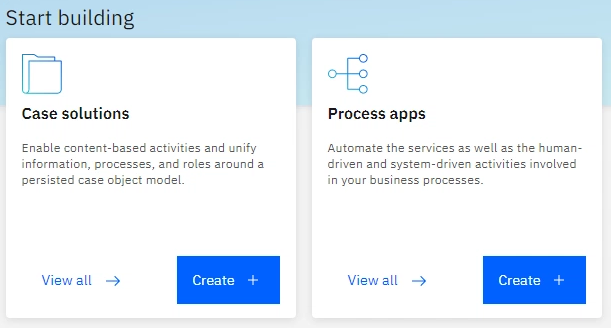 Start building
Case solutions
Enable content-based activities and unify
information, processes, and roles around a
persisted case object model.
View all
Create
Process apps
Automate the services as well as the human-
driven and system-driven activities involved
in your business processes.
View all
Create